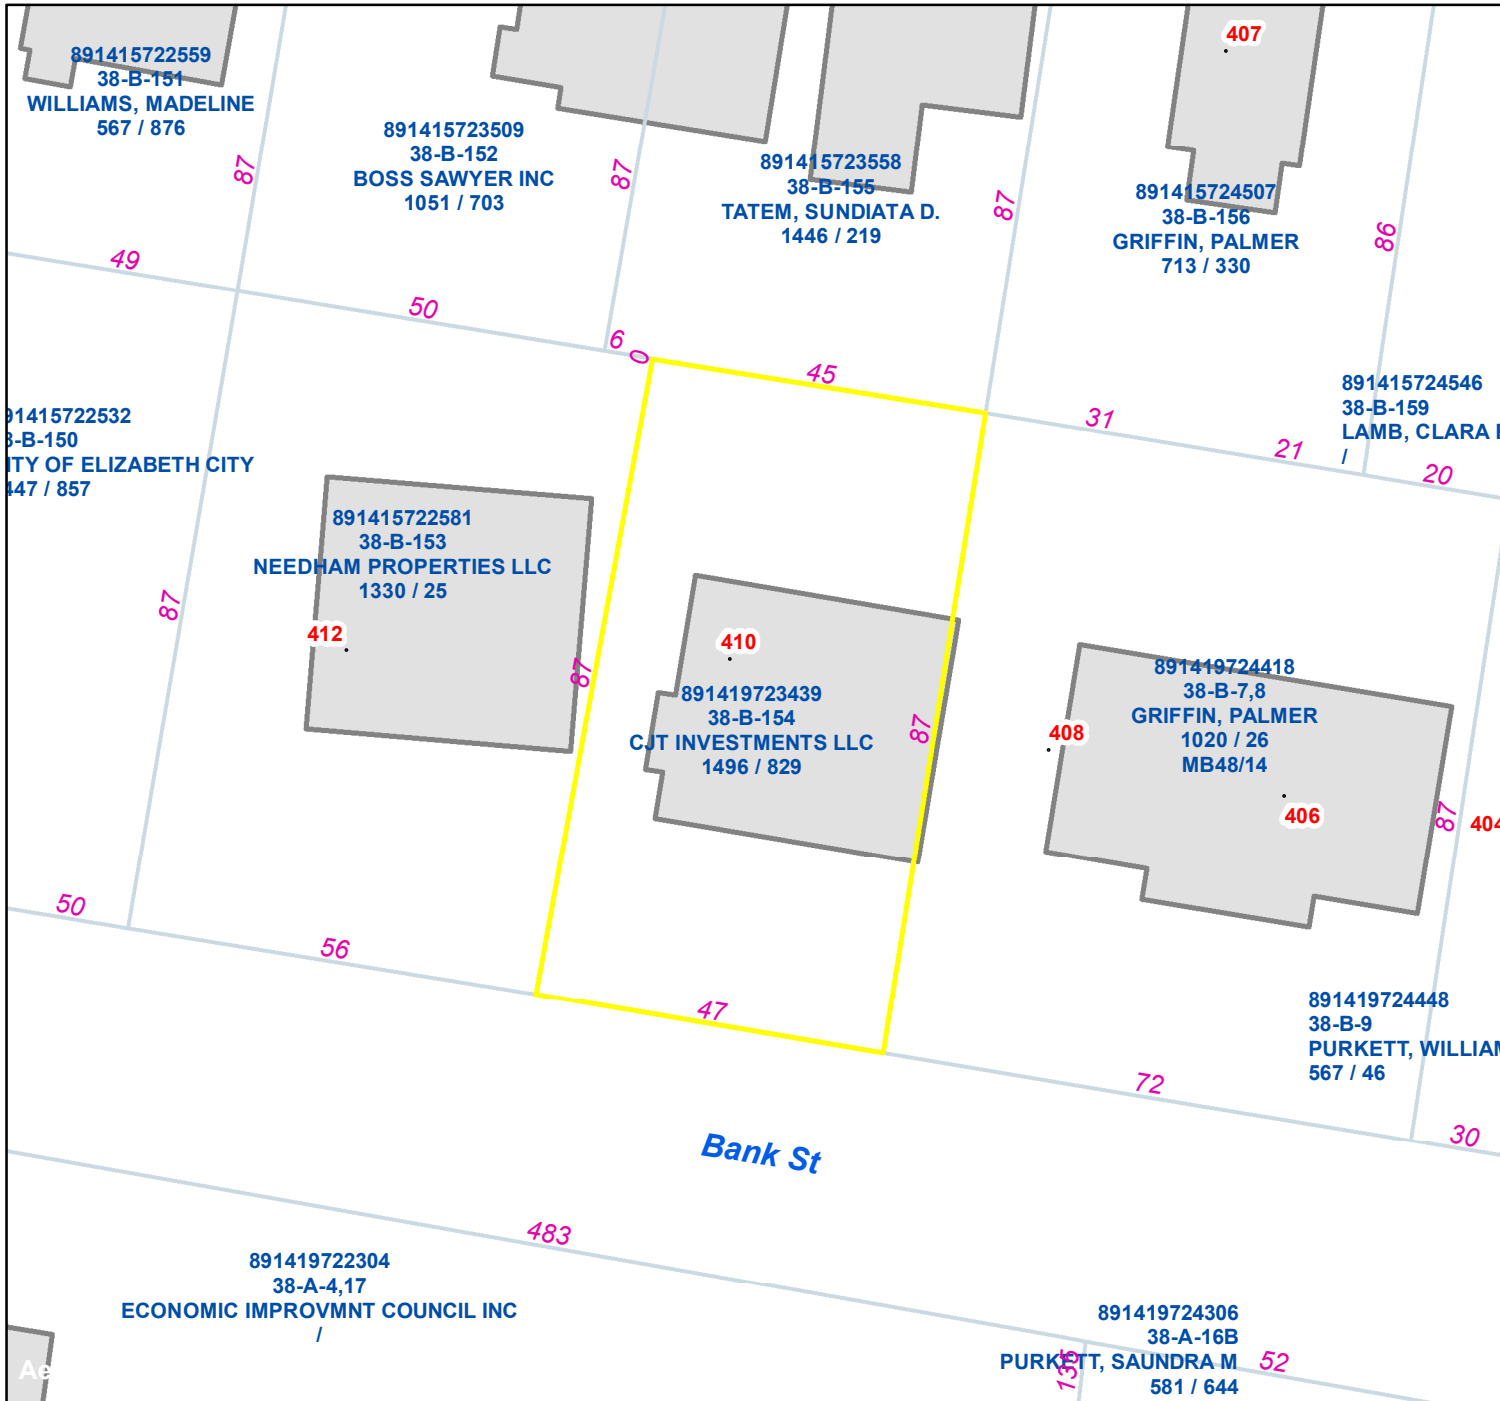 407
891415722559
38-B-151
WILLIAMS, MADELINE
567 / 876
87
891415723509
38-B-152
BOSS SAWYER INC
1051 / 703
87
891415723558
38-B-155
TATEM, SUNDIATA D.
1446 / 219
87
891415724507
38-B-156
GRIFFIN, PALMER
713 / 330
86
49
50
6
0
45
31
21
20
891415724546
38-B-159
LAMB, CLARA
/
91415722532
-B-150
ITY OF ELIZABETH CITY
447 / 857
891415722581
38-B-153
NEEDHAM PROPERTIES LLC
1330 / 25
412
87
87
410
891419723439
38-B-154
CJT INVESTMENTS LLC
1496 / 829
87
408
891419724418
38-B-7,8
GRIFFIN, PALMER
1020 / 26
MB48/14
406
87
404
50
56
47
72
30
891419724448
38-B-9
PURKETT, WILLIAM
567 / 46
Bank St
483
891419722304
38-A-4,17
ECONOMIC IMPROVMNT COUNCIL INC
/
891419724306
38-A-16B
PURKETT, SAUNDRA M
581 / 644
135
52